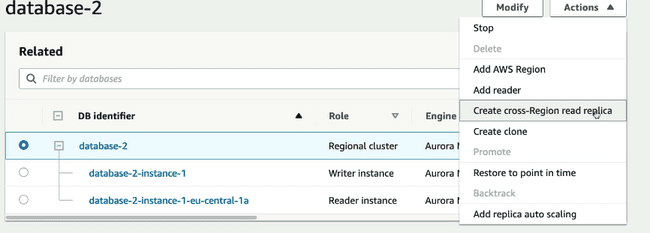 database-2
Modify
Actions
Stop
Delete
Add AWS Region
Add reader
Create cross-Region read replica
Create clone
Promote
Restore to point in time
Backtrack
Add replica auto scaling
Related
Filter by databases
DB identifier Role Engine
database-2 Regional cluster Aurora
database-2-instance-1 Writer instance Aurora
database-2-instance-1-eu-central-1a Reader instance Aurora